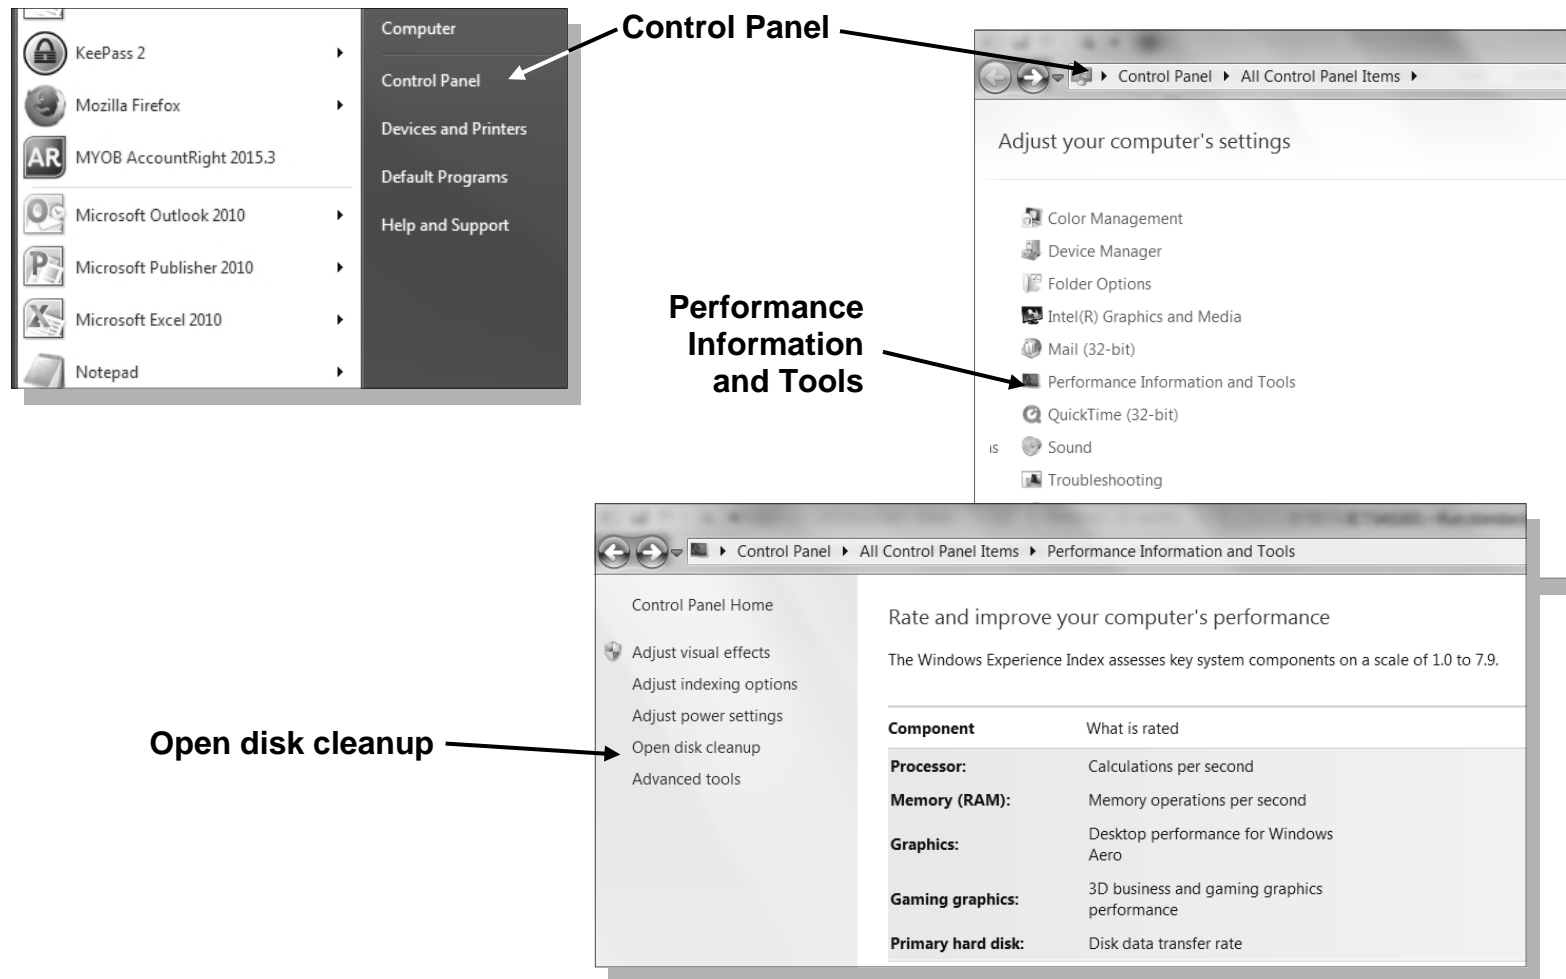 KeePass 2
Mozilla Firefox
MYOB AccountRight 2015.3
Microsoft Outlook 2010
Microsoft Publisher 2010
Microsoft Excel 2010
Notepad
Computer
Control Panel
Devices and Printers
Default Programs
Help and Support
Control Panel
Control Panel All Control Panel Items
Adjust your computer's settings
Color Management
Device Manager
Folder Options
Intel(R) Graphics and Media
Mail (32-bit)
Performance Information and Tools
QuickTime (32-bit)
Sound
Troubleshooting
Performance
Information
and Tools
Control Panel All Control Panel Items Performance Information and Tools
Control Panel Home
Adjust visual effects
Adjust indexing options
Adjust power settings
Open disk cleanup
Advanced tools
Open disk cleanup
Rate and improve your computer's performance
The Windows Experience Index assesses key system components on a scale of 1.0 to 7.9.
Component What is rated
Processor: Calculations per second
Memory (RAM): Memory operations per second
Graphics: Desktop performance for Windows
Aero
Gaming graphics: 3D business and gaming graphics
performance
Primary hard disk: Disk data transfer rate